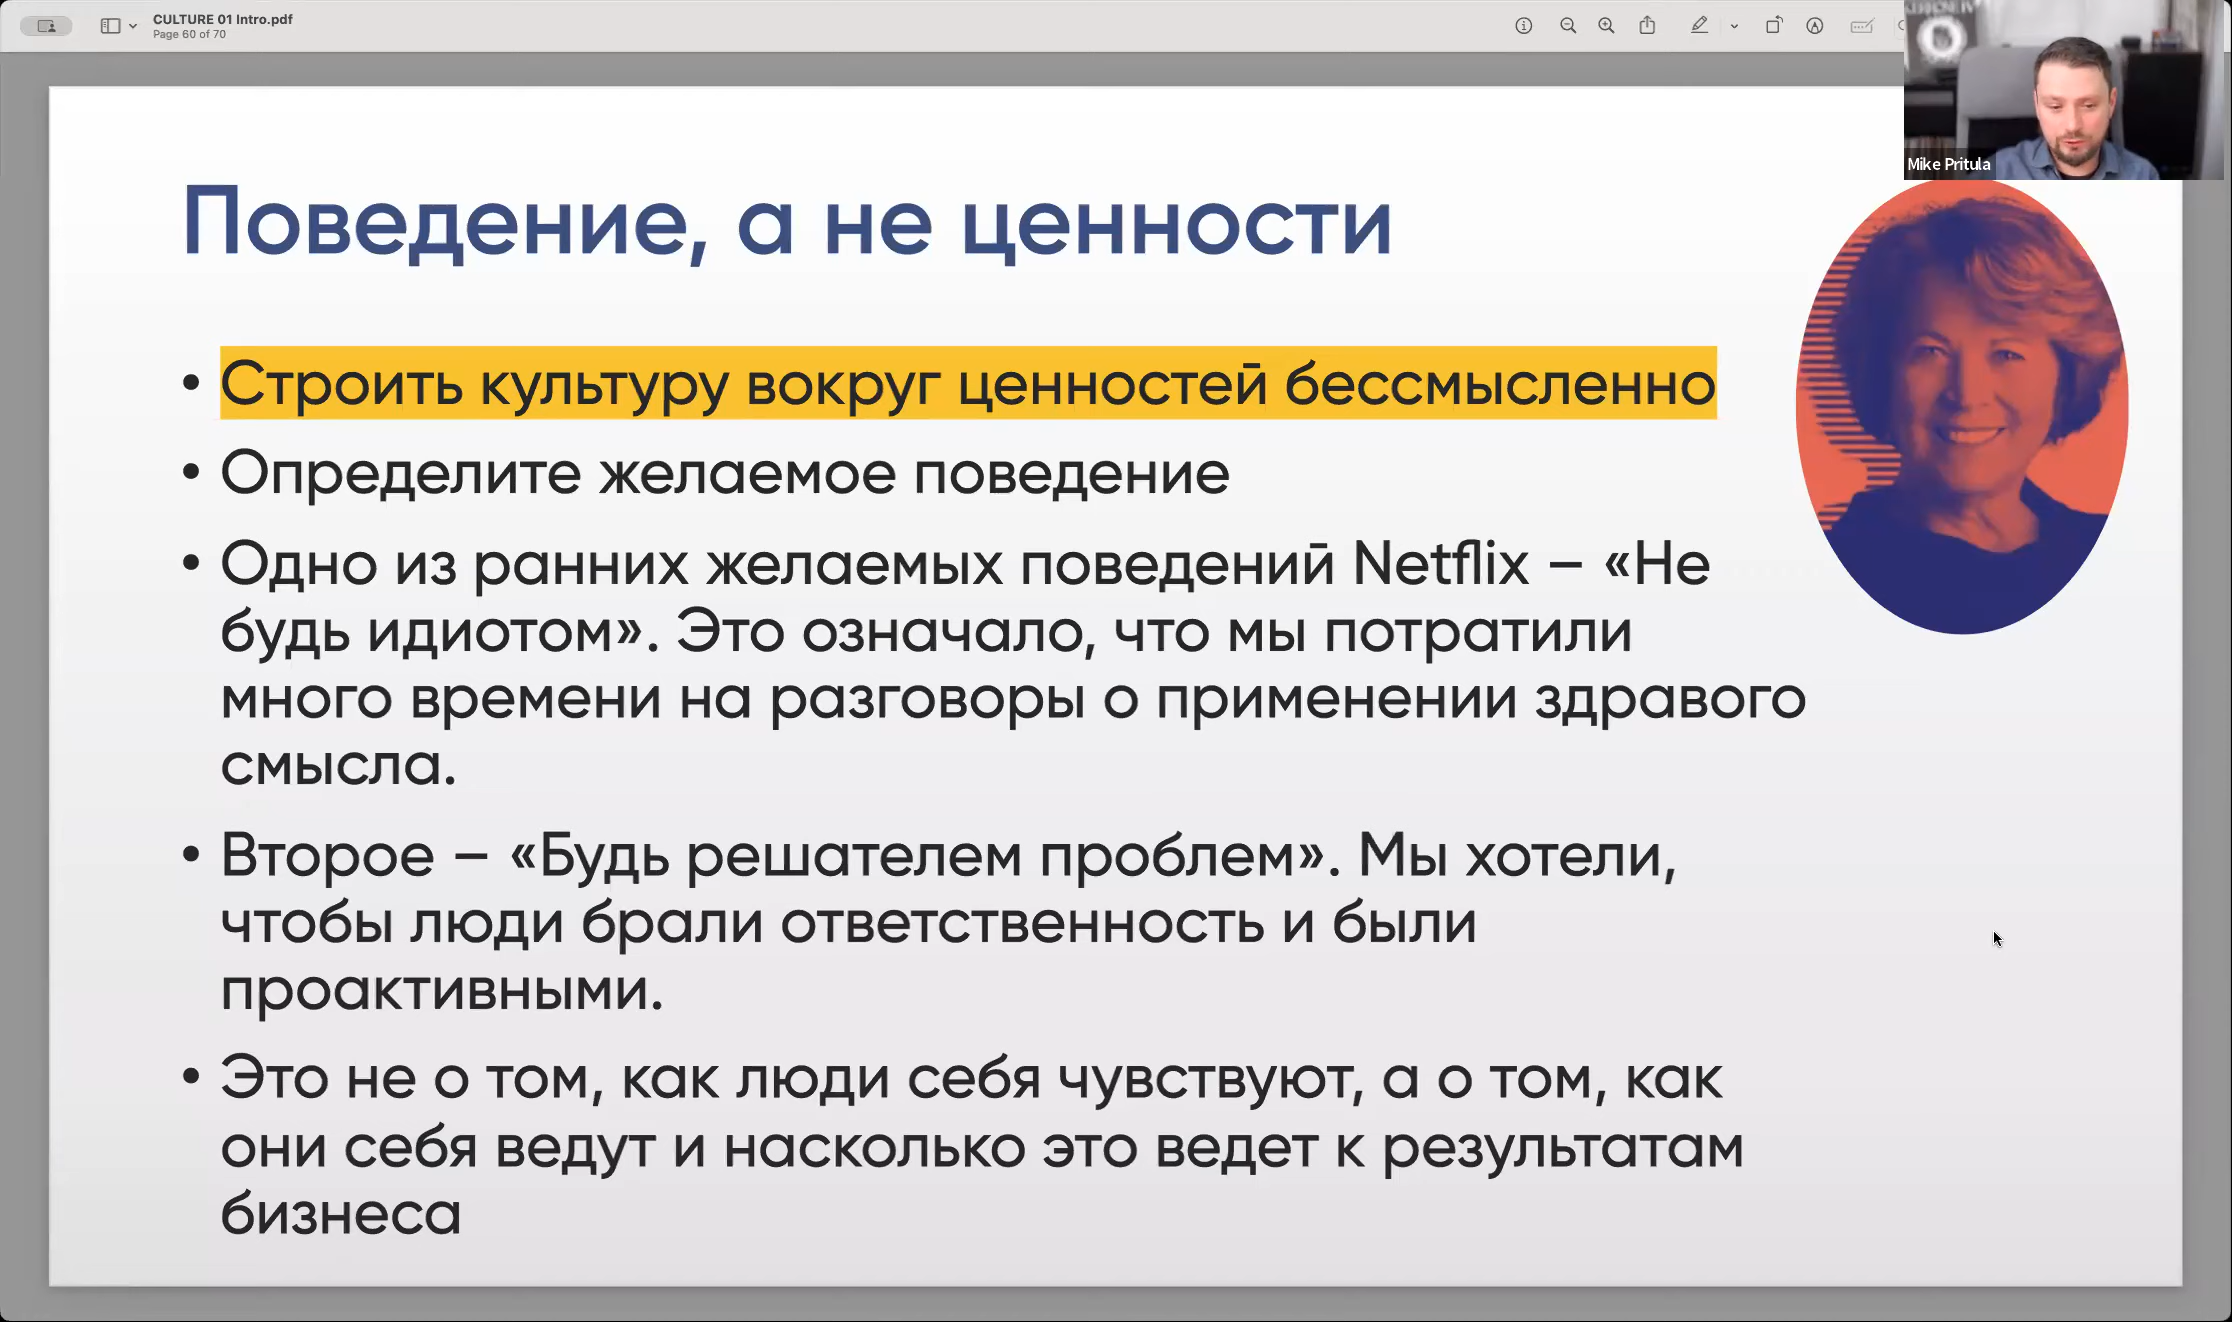 CULTURE 01 Intro.pdf
Page 60 of 70
Mike Pritula
Поведение, а не ценности
• Строить культуру вокруг ценностей бессмысленно
• Определите желаемое поведение
• Одно из ранних желаемых поведений Netflix – «Не
будь идиотом». Это означало, что мы потратили
много времени на разговоры о применении здравого
смысла.
• Второе – «Будь решателем проблем». Мы хотели,
чтобы люди брали ответственность и были
проактивными.
• Это не о том, как люди себя чувствуют, а о том, как
они себя ведут и насколько это ведет к результатам
бизнеса